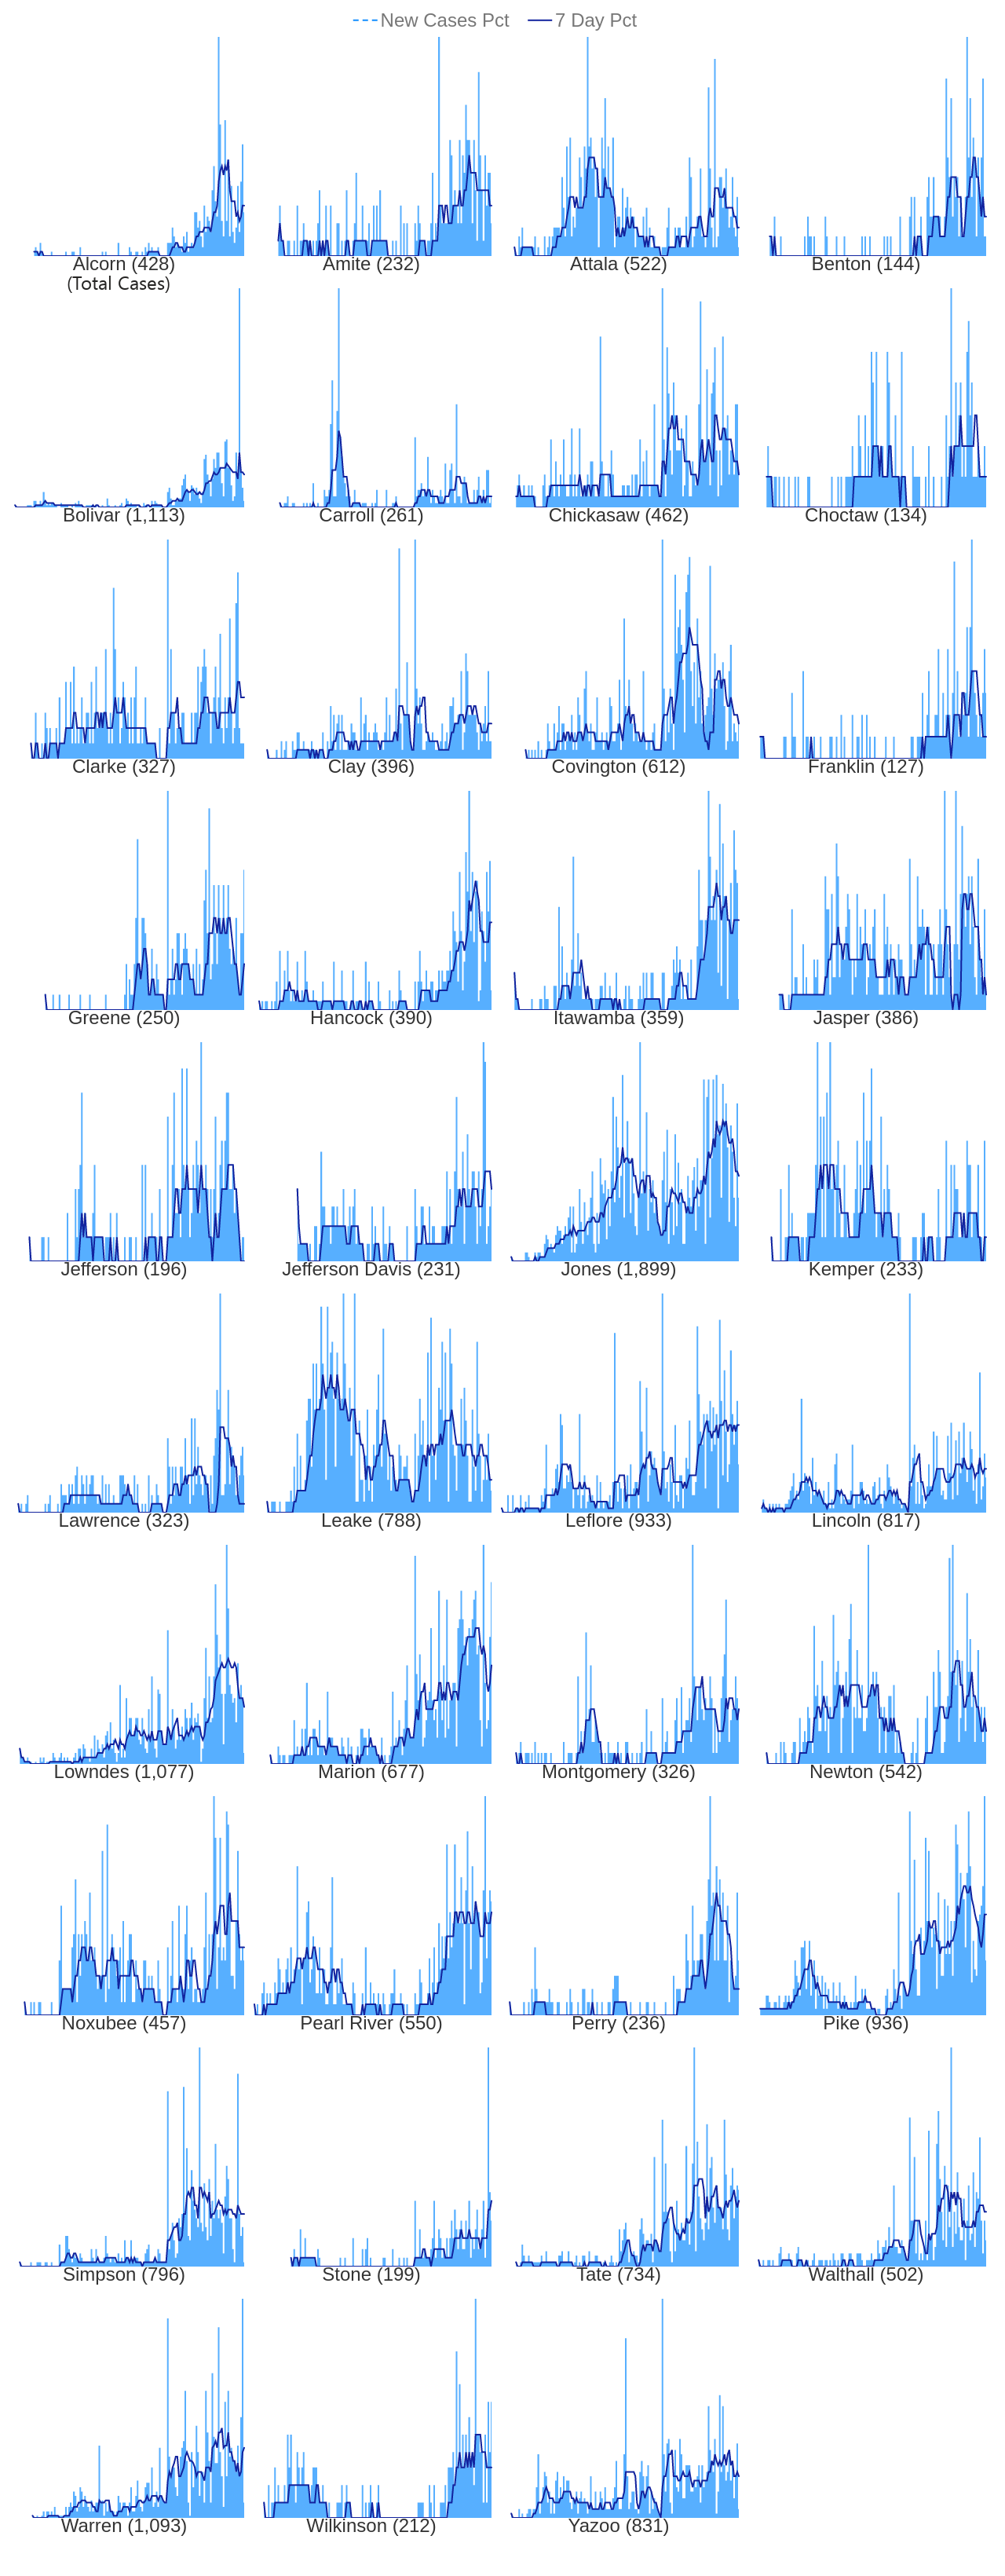 New Cases Pct 7 Day Pct
Alcorn (428) Amite (232) Attala (522) Benton (144)
(Total Cases)
Bolivar (1,113) Carroll (261) Chickasaw (462) Choctaw (134)
Clarke (327) Clay (396) Covington (612) Franklin (127)
Greene (250) Hancock (390) Itawamba (359) Jasper (386)
Jefferson (196) Jefferson Davis (231) Jones (1,899) Kemper (233)
Lawrence (323) Leake (788) Leflore (933) Lincoln (817)
Lowndes (1,077) Marion (677) Montgomery (326) Newton (542)
Noxubee (457) Pearl River (550) Perry (236) Pike (936)
Simpson (796) Stone (199) Tate (734) Walthall (502)
Warren (1,093) Wilkinson (212) Yazoo (831)